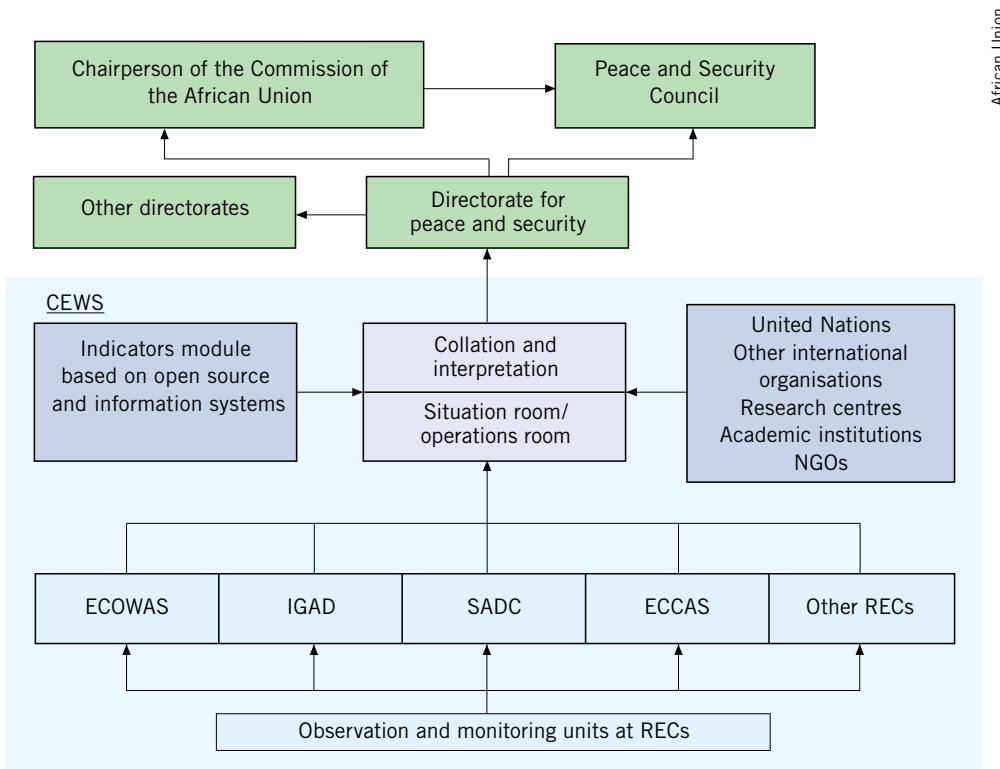 African Union
Chairperson of the Commission of
the African Union
Peace and Security
Council
Other directorates
Directorate for
peace and security
CEWS
Indicators module
based on open source
and information systems
Collation and
interpretation
Situation room/
operations room
United Nations
Other international
organisations
Research centres
Academic institutions
NGOs
ECOWAS
IGAD
SADC
ECCAS
Other RECs
Observation and monitoring units at RECs